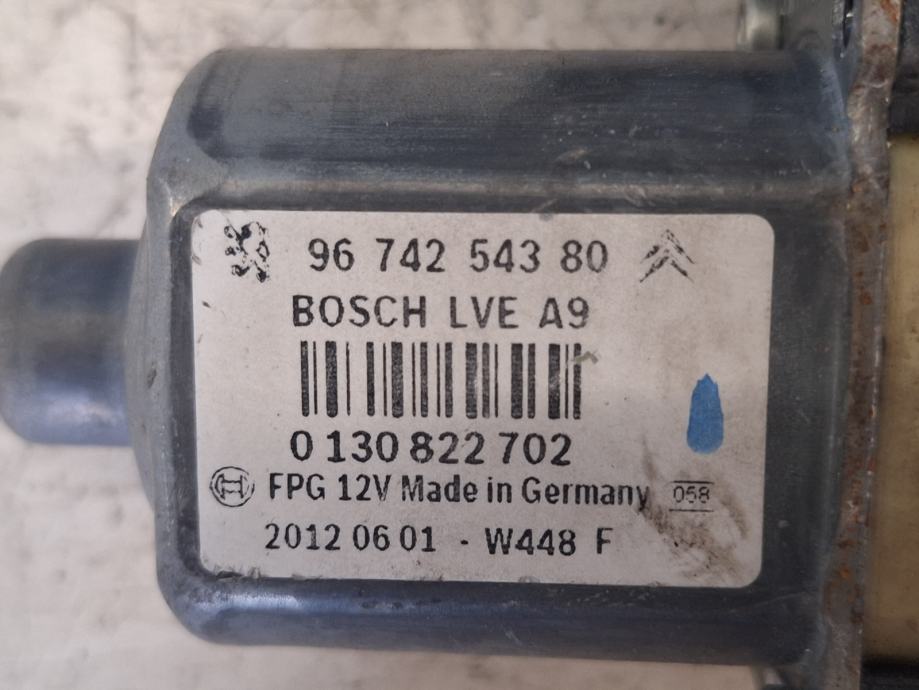 96 742 543 80
BOSCH LVE A9
0 130 822 702
FPG 12V Made in Germany 058
2012 06 01 - W448 F